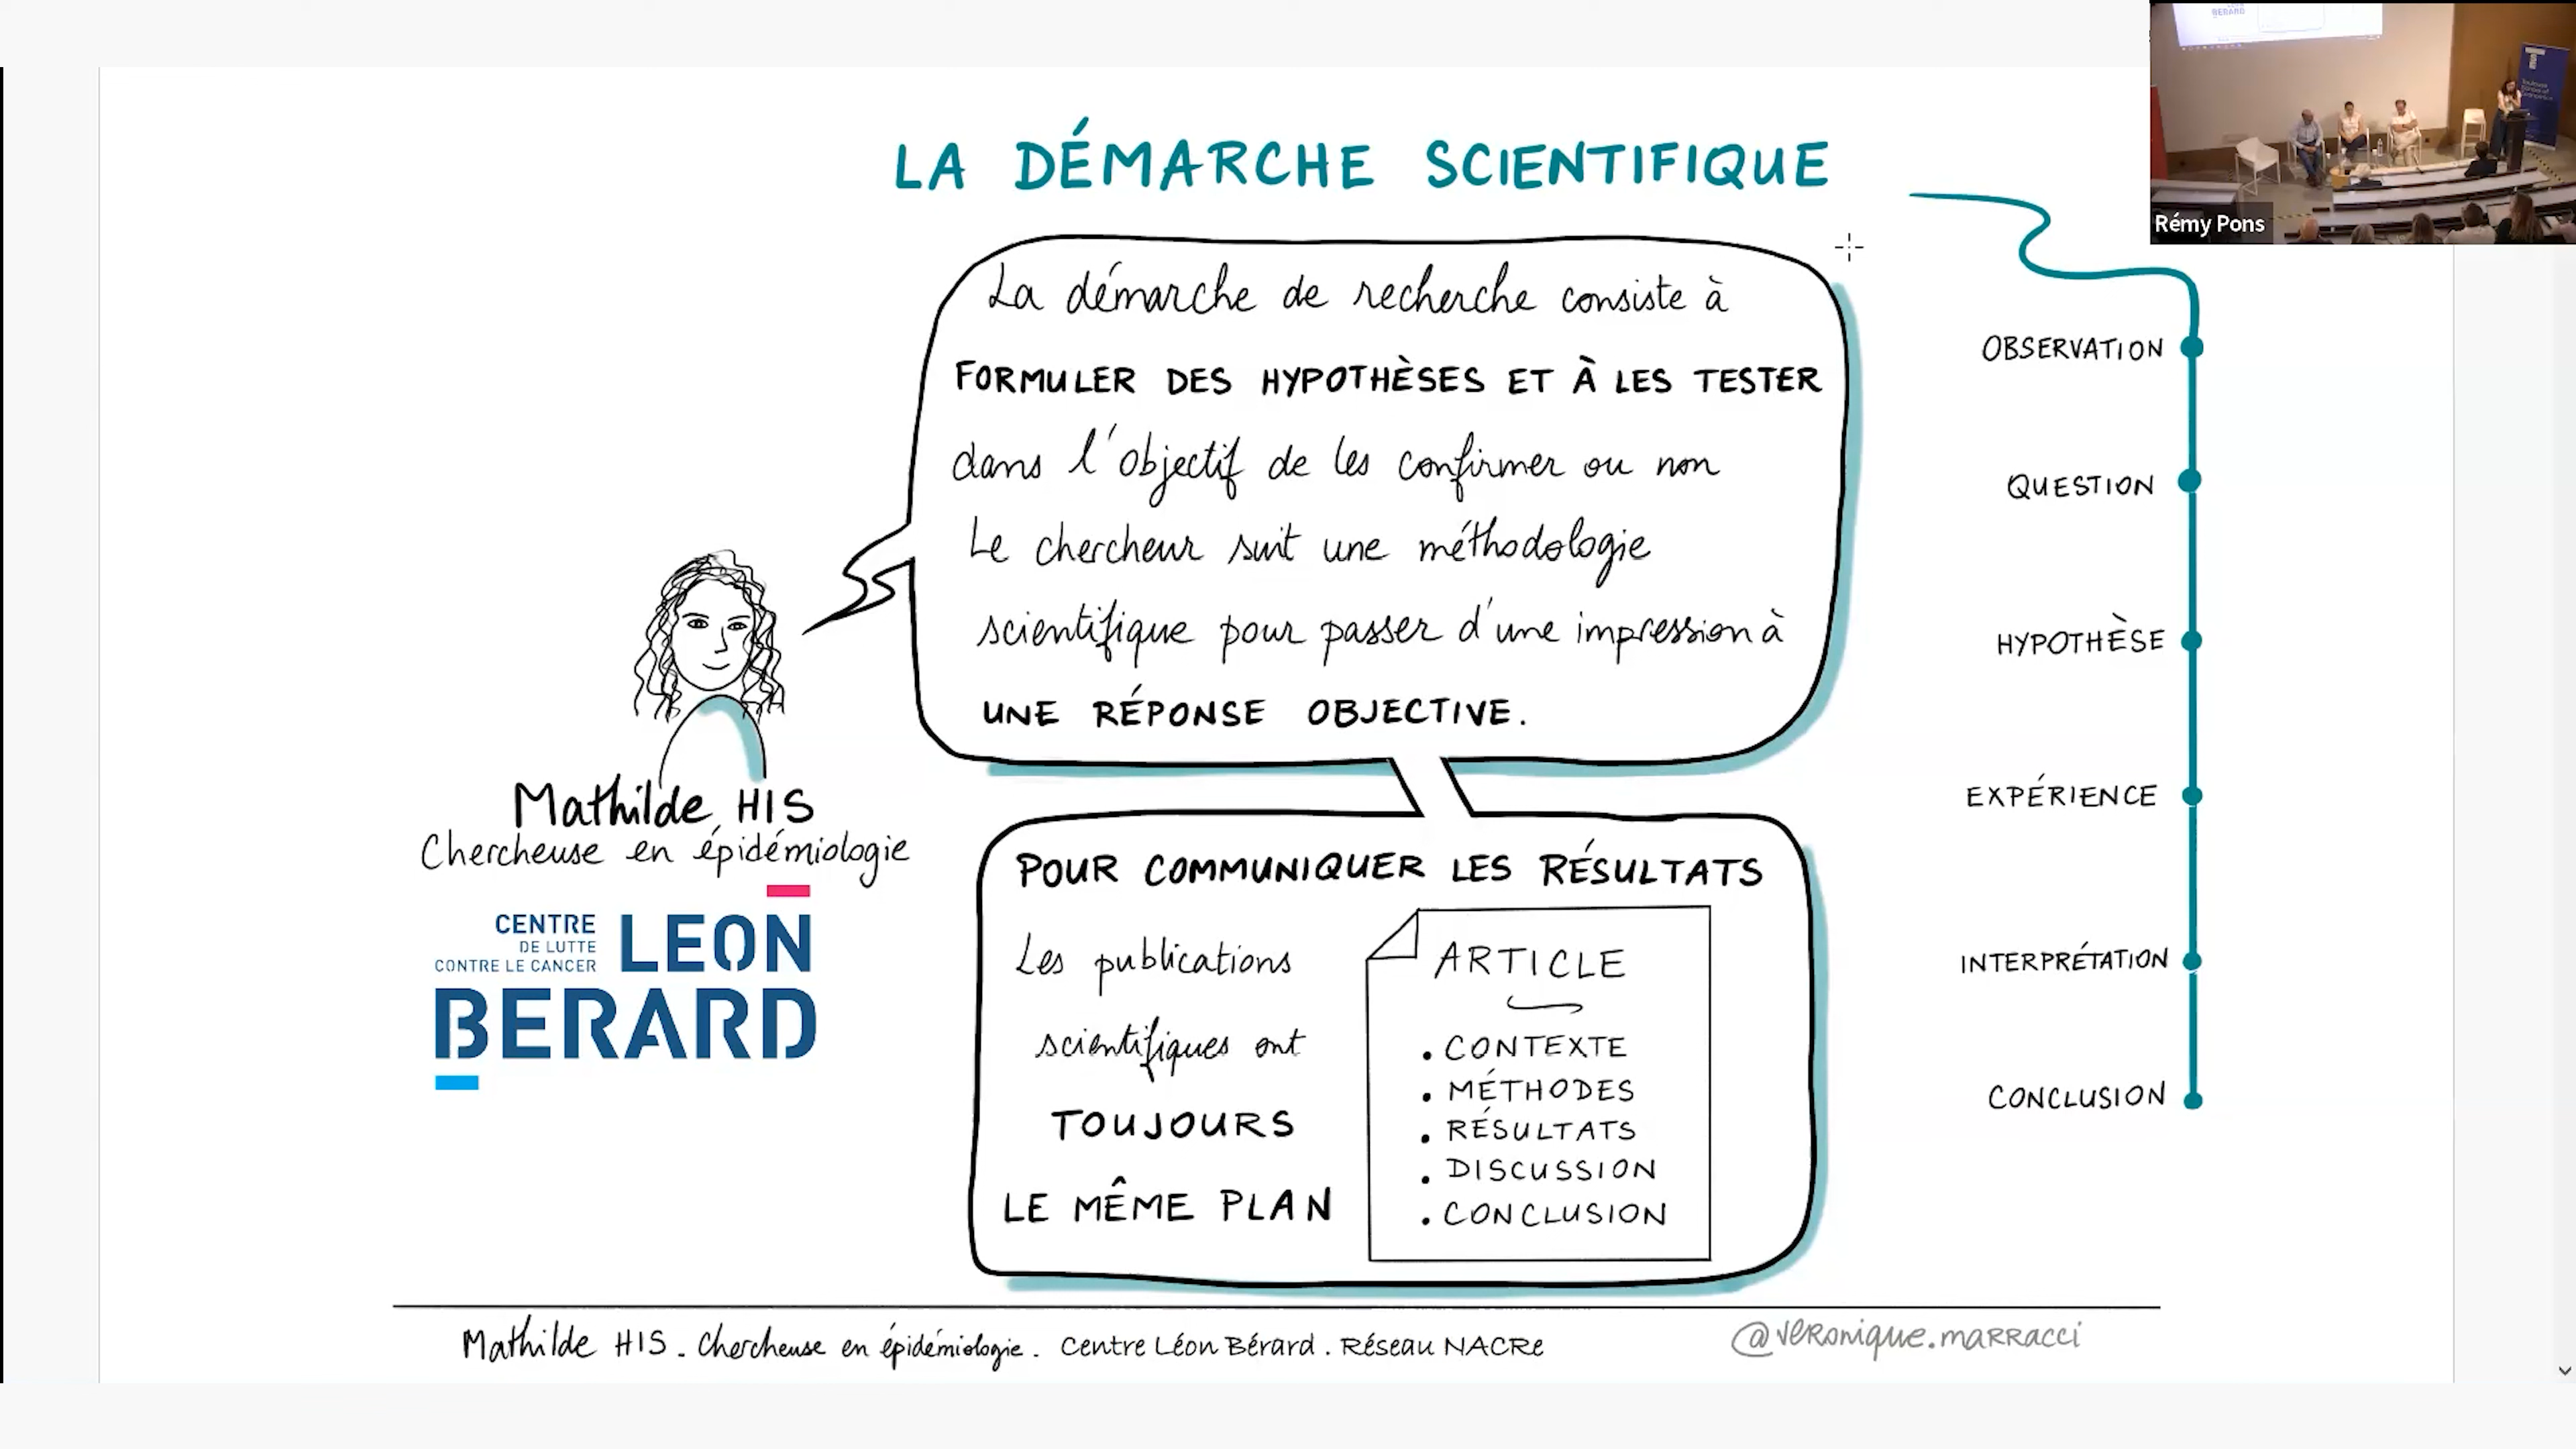 LA DÉMARCHE SCIENTIFIQUE
La démarche de recherche consiste à
FORMULER DES HYPOTHÈSES ET À LES TESTER
dans l'objectif de les confirmer ou non
Le chercheur suit une méthodologie
scientifique pour passer d'une impression à
UNE RÉPONSE OBJECTIVE.
Mathilde HIS
Chercheuse en épidémiologie
CENTRE
DE LUTTE
CONTRE LE CANCER
LEON
BERARD
POUR COMMUNIQUER LES RÉSULTATS
Les publications
scientifiques ont
TOUJOURS
LE MÊME PLAN
ARTICLE
. CONTEXTE
. MÉTHODES
. RÉSULTATS
. DISCUSSION
. CONCLUSION
OBSERVATION
QUESTION
HYPOTHÈSE
EXPÉRIENCE
INTERPRÉTATION
CONCLUSION
Rémy Pons
Mathilde HIS. Chercheuse en épidémiologie. Centre Léon Bérard. Réseau NACRe
@veronique.marracci